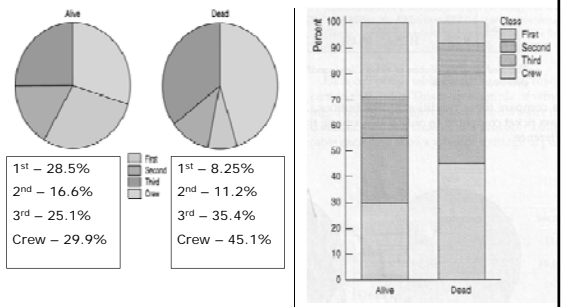 Alive
Dead
First
Second
Third
Crew
1st – 28.5%
2nd – 16.6%
3rd – 25.1%
Crew – 29.9%
1st – 8.25%
2nd – 11.2%
3rd – 35.4%
Crew – 45.1%
Percent
100
90
80
70
60
50
40
30
20
10
0
Class
First
Second
Third
Crew
Alive
Dead